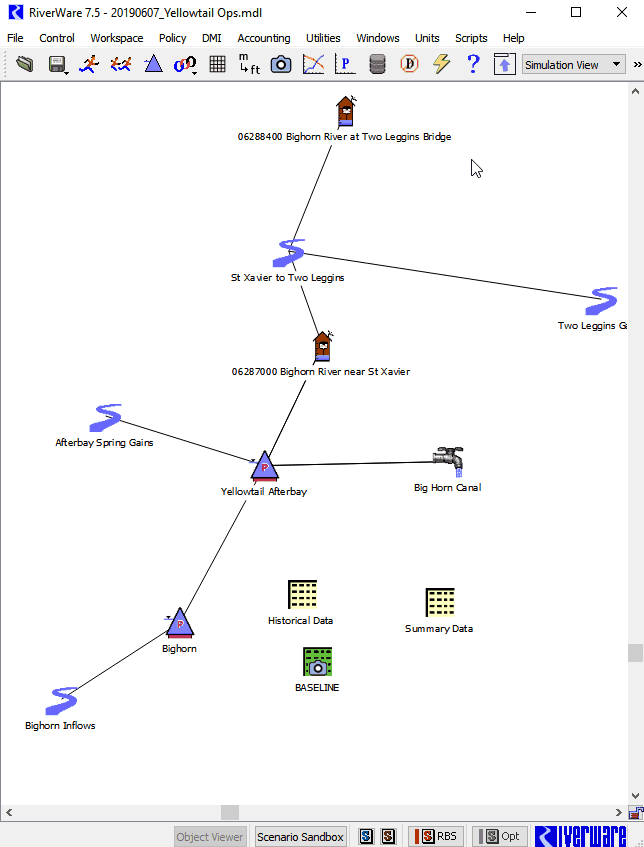 RiverWare 7.5 - 20190607_Yellowtail Ops.mdl
File Control Workspace Policy DMI Accounting Utilities Windows Units Scripts Help
m
ft
P
D
?
Simulation View
»
06288400 Bighorn River at Two Leggins Bridge
St Xavier to Two Leggins
Two Leggins Ga
06287000 Bighorn River near St Xavier
Afterbay Spring Gains
P
Yellowtail Afterbay
Big Horn Canal
Historical Data
Summary Data
P
Bighorn
BASELINE
Bighorn Inflows
Object Viewer Scenario Sandbox S S S RBS S Opt Riverware